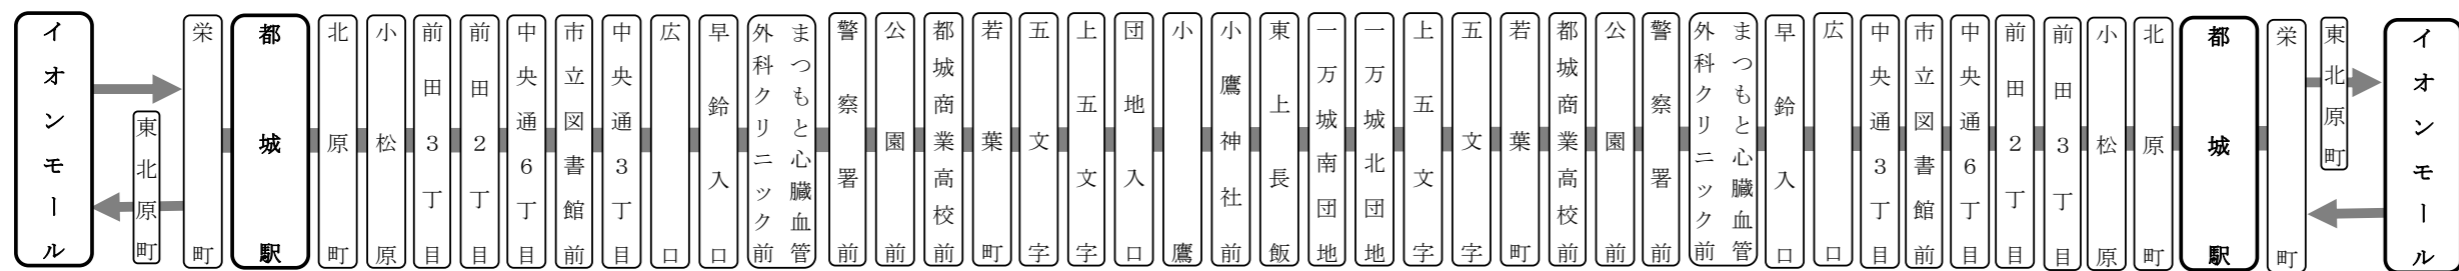 イオンモール
東北原町
栄町
都城駅
北原町
小松原
前田3丁目
前田2丁目
中央通6丁目
市立図書館前
中央通3丁目
広口
早鈴入口
まつもと心臓血管
外科クリニック前
警察署前
公園前
都城商業高校前
若葉町
五文字
上五文字
団地入口
小鷹
小鷹神社前
東上長飯
一万城南団地
一万城北団地
上五文字
五文字
若葉町
都城商業高校前
公園前
警察署前
まつもと心臓血管
外科クリニック前
早鈴入口
広口
中央通3丁目
市立図書館前
中央通6丁目
前田2丁目
前田3丁目
小松原
北原町
都城駅
栄町
東北原町
イオンモール